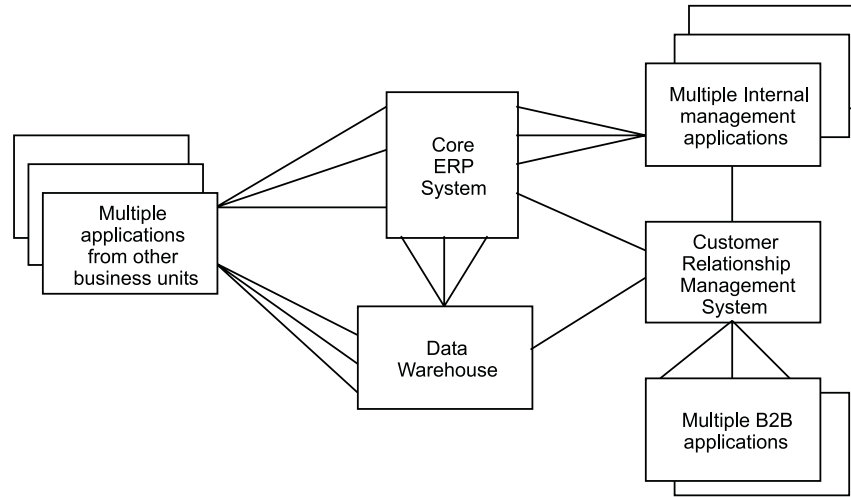 Multiple
applications
from other
business units
Core
ERP
System
Data
Warehouse
Multiple Internal
management
applications
Customer
Relationship
Management
System
Multiple B2B
applications